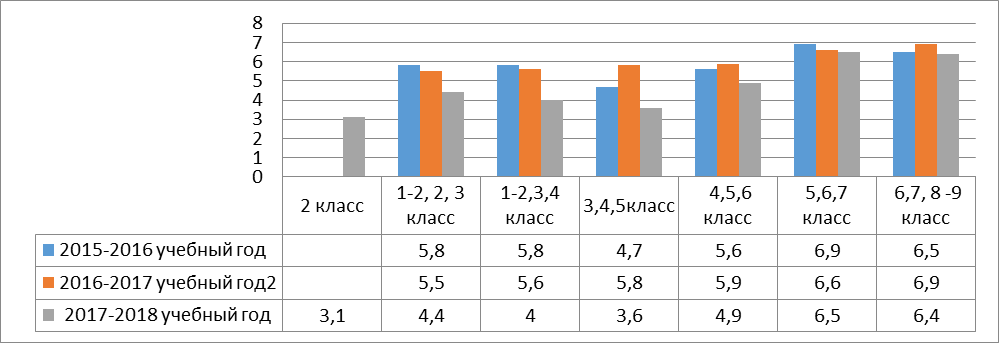 8
7
6
5
4
3
2
1
0
2 класс
1-2, 2, 3 класс
1-2,3,4 класс
3,4,5класс
4,5,6 класс
5,6,7 класс
6,7, 8 -9 класс
2015-2016 учебный год 5,8 5,8 4,7 5,6 6,9 6,5
2016-2017 учебный год2 5,5 5,6 5,8 5,9 6,6 6,9
2017-2018 учебный год 3,1 4,4 4 3,6 4,9 6,5 6,4